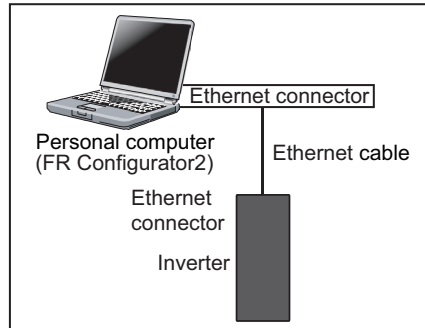 Ethernet connector
Personal computer
(FR Configurator2)
Ethernet cable
Ethernet
connector
Inverter